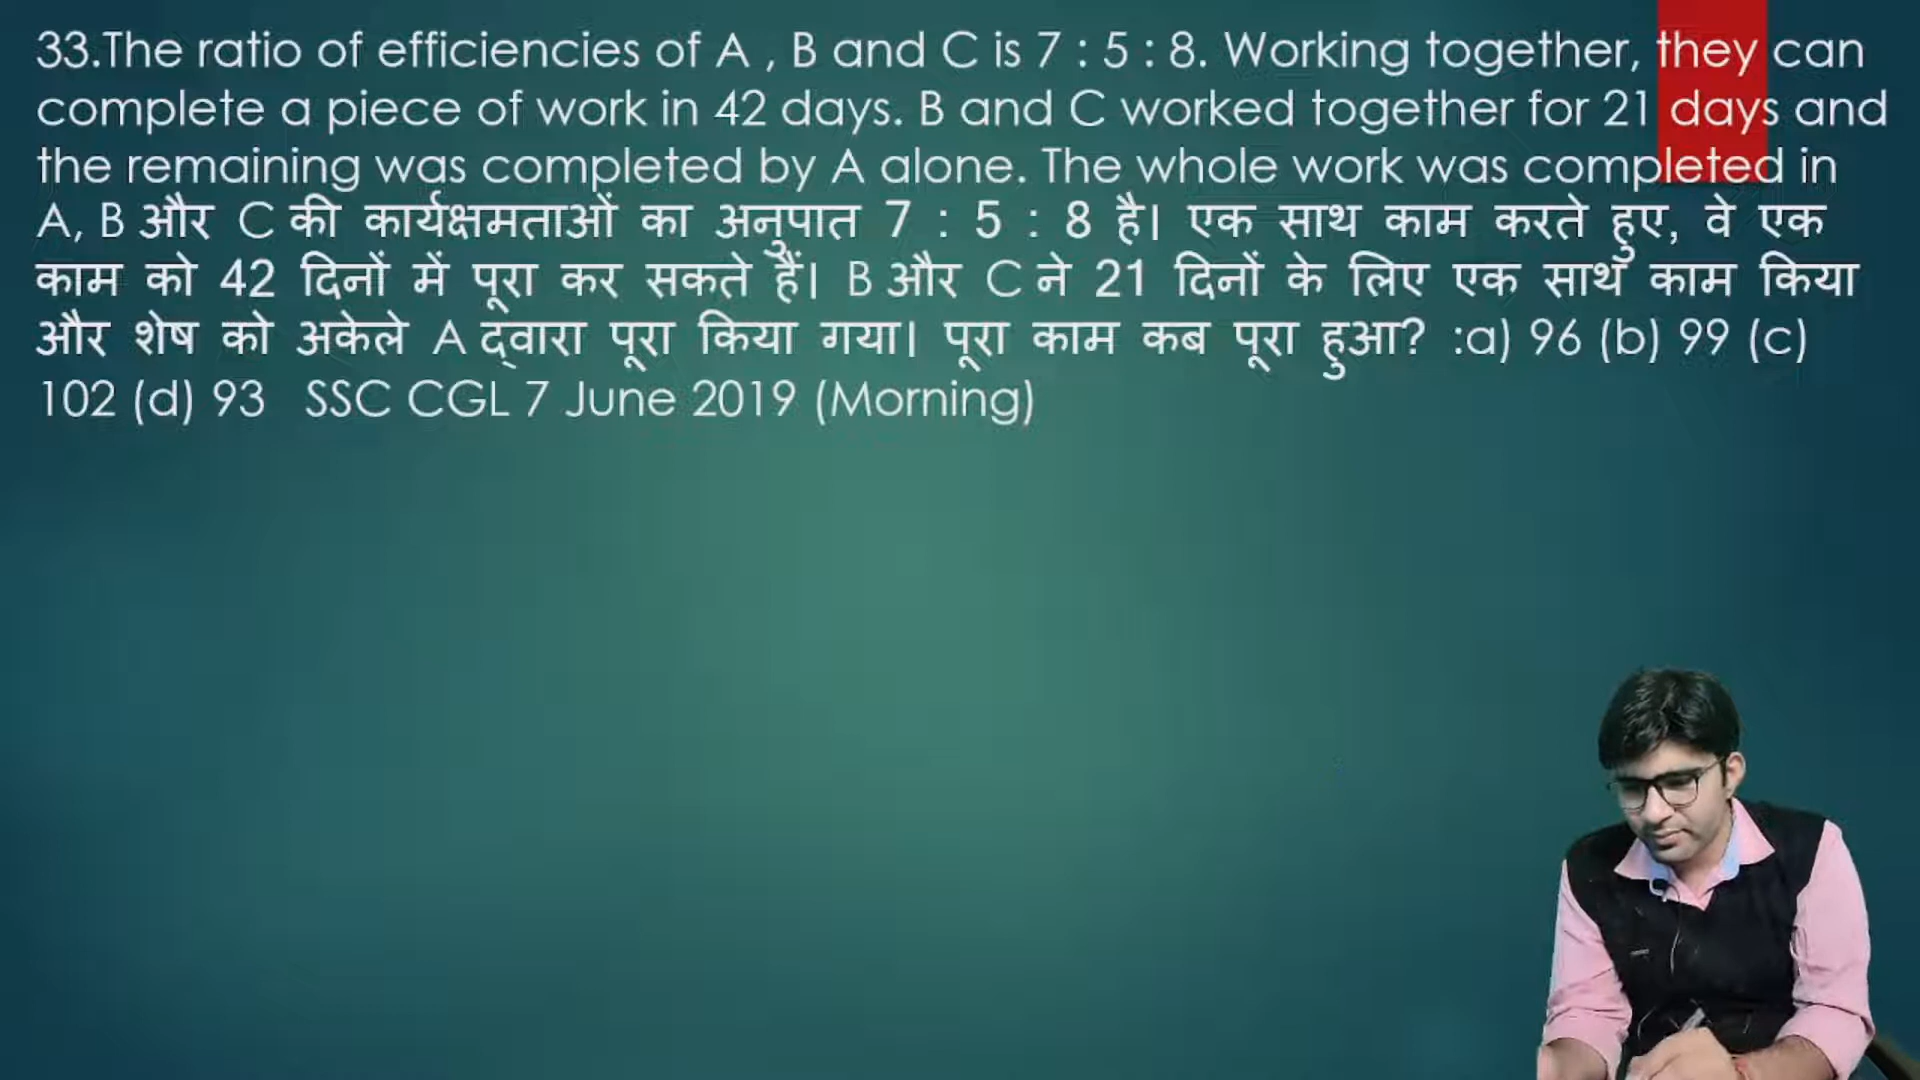 33.The ratio of efficiencies of A , B and C is 7 : 5 : 8. Working together, they can
complete a piece of work in 42 days. B and C worked together for 21 days and
the remaining was completed by A alone. The whole work was completed in
A, B और C की कार्यक्षमताओं का अनुपात 7 : 5 : 8 है। एक साथ काम करते हुए, वे एक
काम को 42 दिनों में पूरा कर सकते हैं। B और C ने 21 दिनों के लिए एक साथ काम किया
और शेष को अकेले A द्वारा पूरा किया गया। पूरा काम कब पूरा हुआ? :a) 96 (b) 99 (c)
102 (d) 93 SSC CGL 7 June 2019 (Morning)